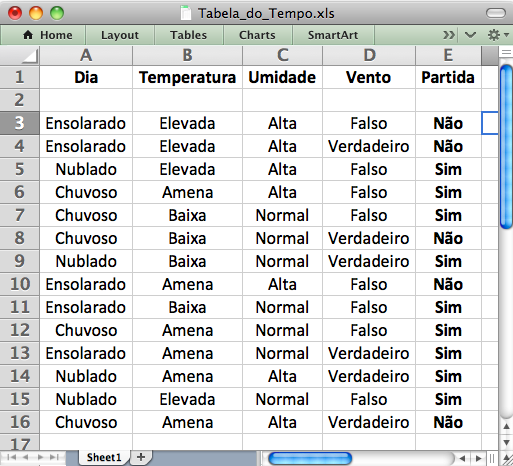 Tabela_do_Tempo.xls
Home Layout Tables Charts SmartArt
A B C D E
1 Dia Temperatura Umidade Vento Partida
2
3 Ensolarado Elevada Alta Falso Não
4 Ensolarado Elevada Alta Verdadeiro Não
5 Nublado Elevada Alta Falso Sim
6 Chuvoso Amena Alta Falso Sim
7 Chuvoso Baixa Normal Falso Sim
8 Chuvoso Baixa Normal Verdadeiro Não
9 Nublado Baixa Normal Verdadeiro Sim
10 Ensolarado Amena Alta Falso Não
11 Ensolarado Baixa Normal Falso Sim
12 Chuvoso Amena Normal Falso Sim
13 Ensolarado Amena Normal Verdadeiro Sim
14 Nublado Amena Alta Verdadeiro Sim
15 Nublado Elevada Normal Falso Sim
16 Chuvoso Amena Alta Verdadeiro Não
17
Sheet1